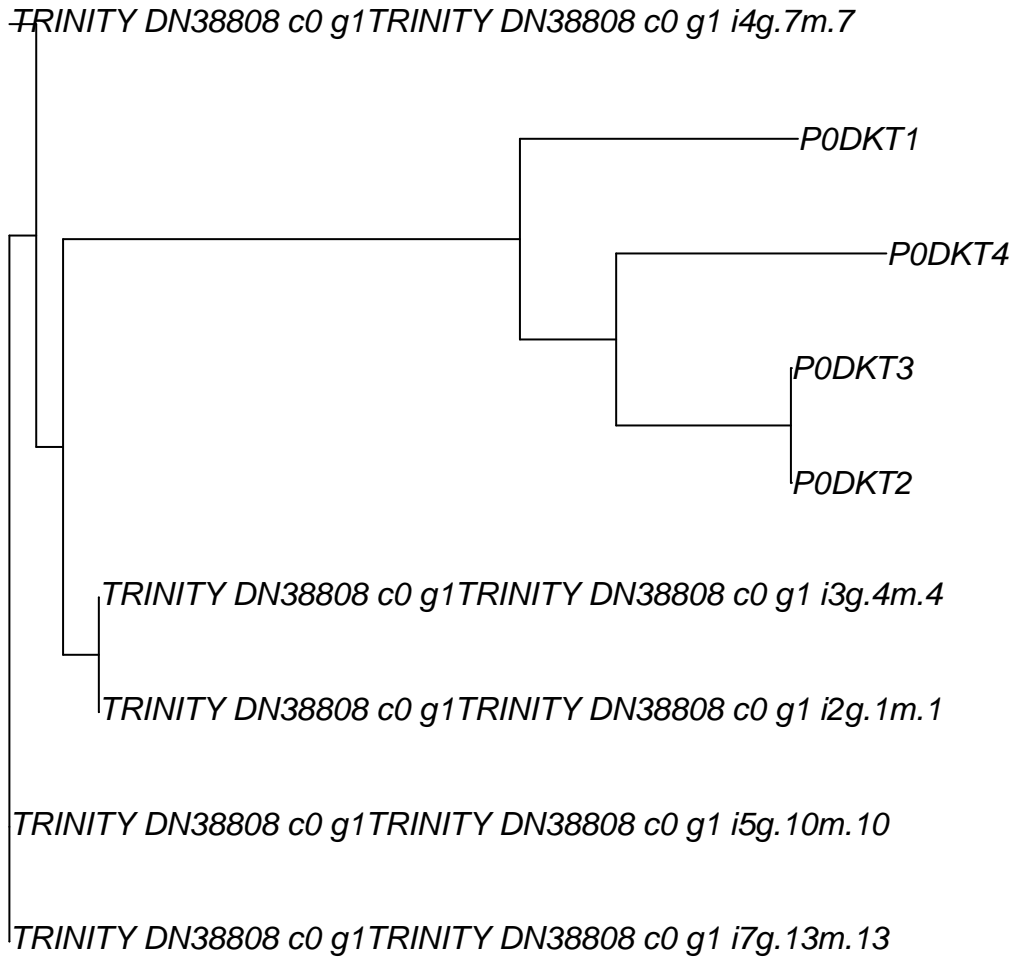 TRINITY DN38808 c0 g1TRINITY DN38808 c0 g1 i4g.7m.7
P0DKT1
P0DKT4
P0DKT3
P0DKT2
TRINITY DN38808 c0 g1TRINITY DN38808 c0 g1 i3g.4m.4
TRINITY DN38808 c0 g1TRINITY DN38808 c0 g1 i2g.1m.1
TRINITY DN38808 c0 g1TRINITY DN38808 c0 g1 i5g.10m.10
TRINITY DN38808 c0 g1TRINITY DN38808 c0 g1 i7g.13m.13